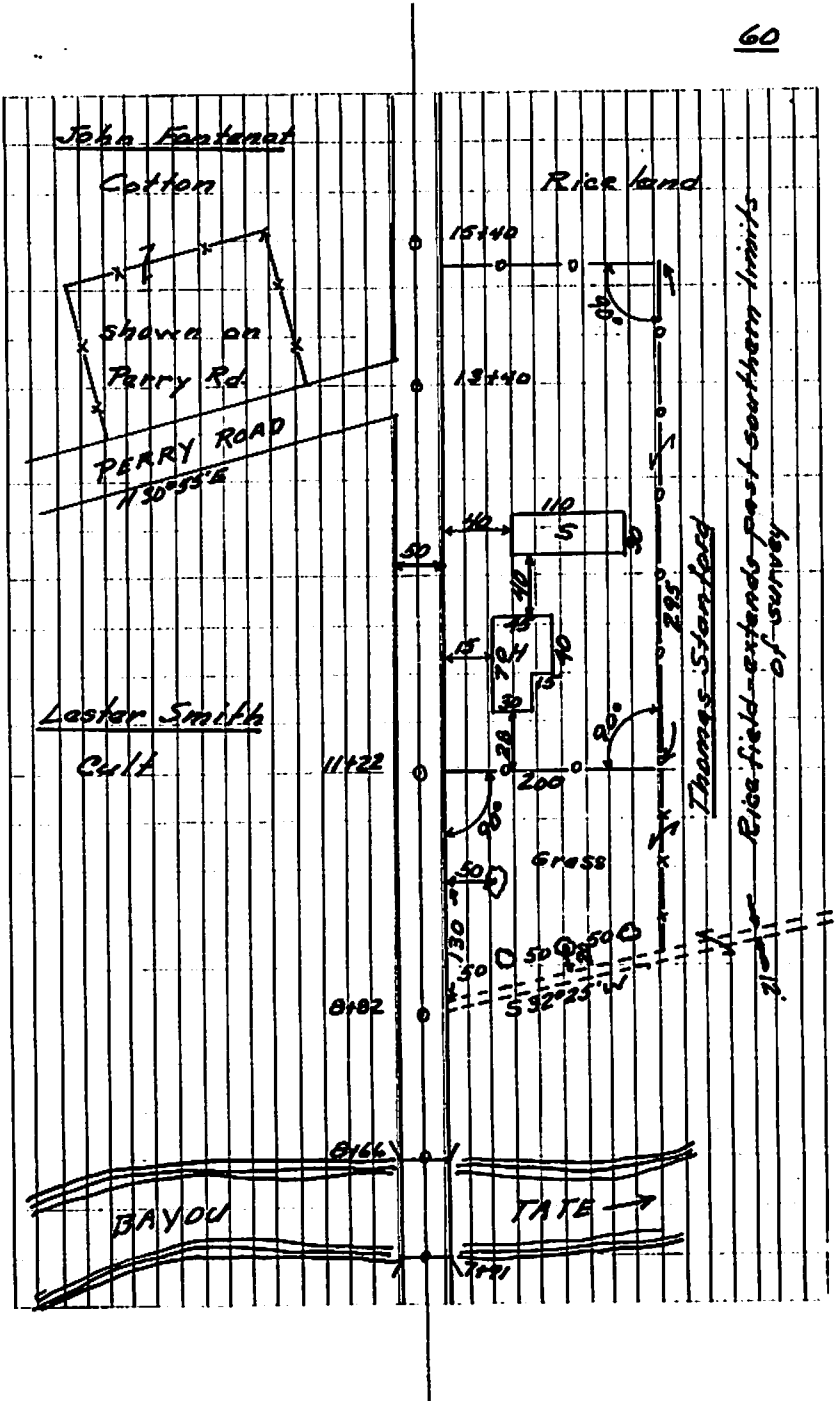 60
John Fontenot
Cotton
Rice land
15+40
90°
shown on
Perry Rd.
13+40
PERRY ROAD
N 30°55'E
110
40
S
30
50
40
295
15
70
H
40
15
30
Thomas Stanford
Rice field-extends past southern limits
of survey
Lester Smith
Cult
28
90°
11+22
200
90°
Grass
50
130
50
50
50
8+82
S 32°25'W
12
8+66
BAYOU
TATE
7+91